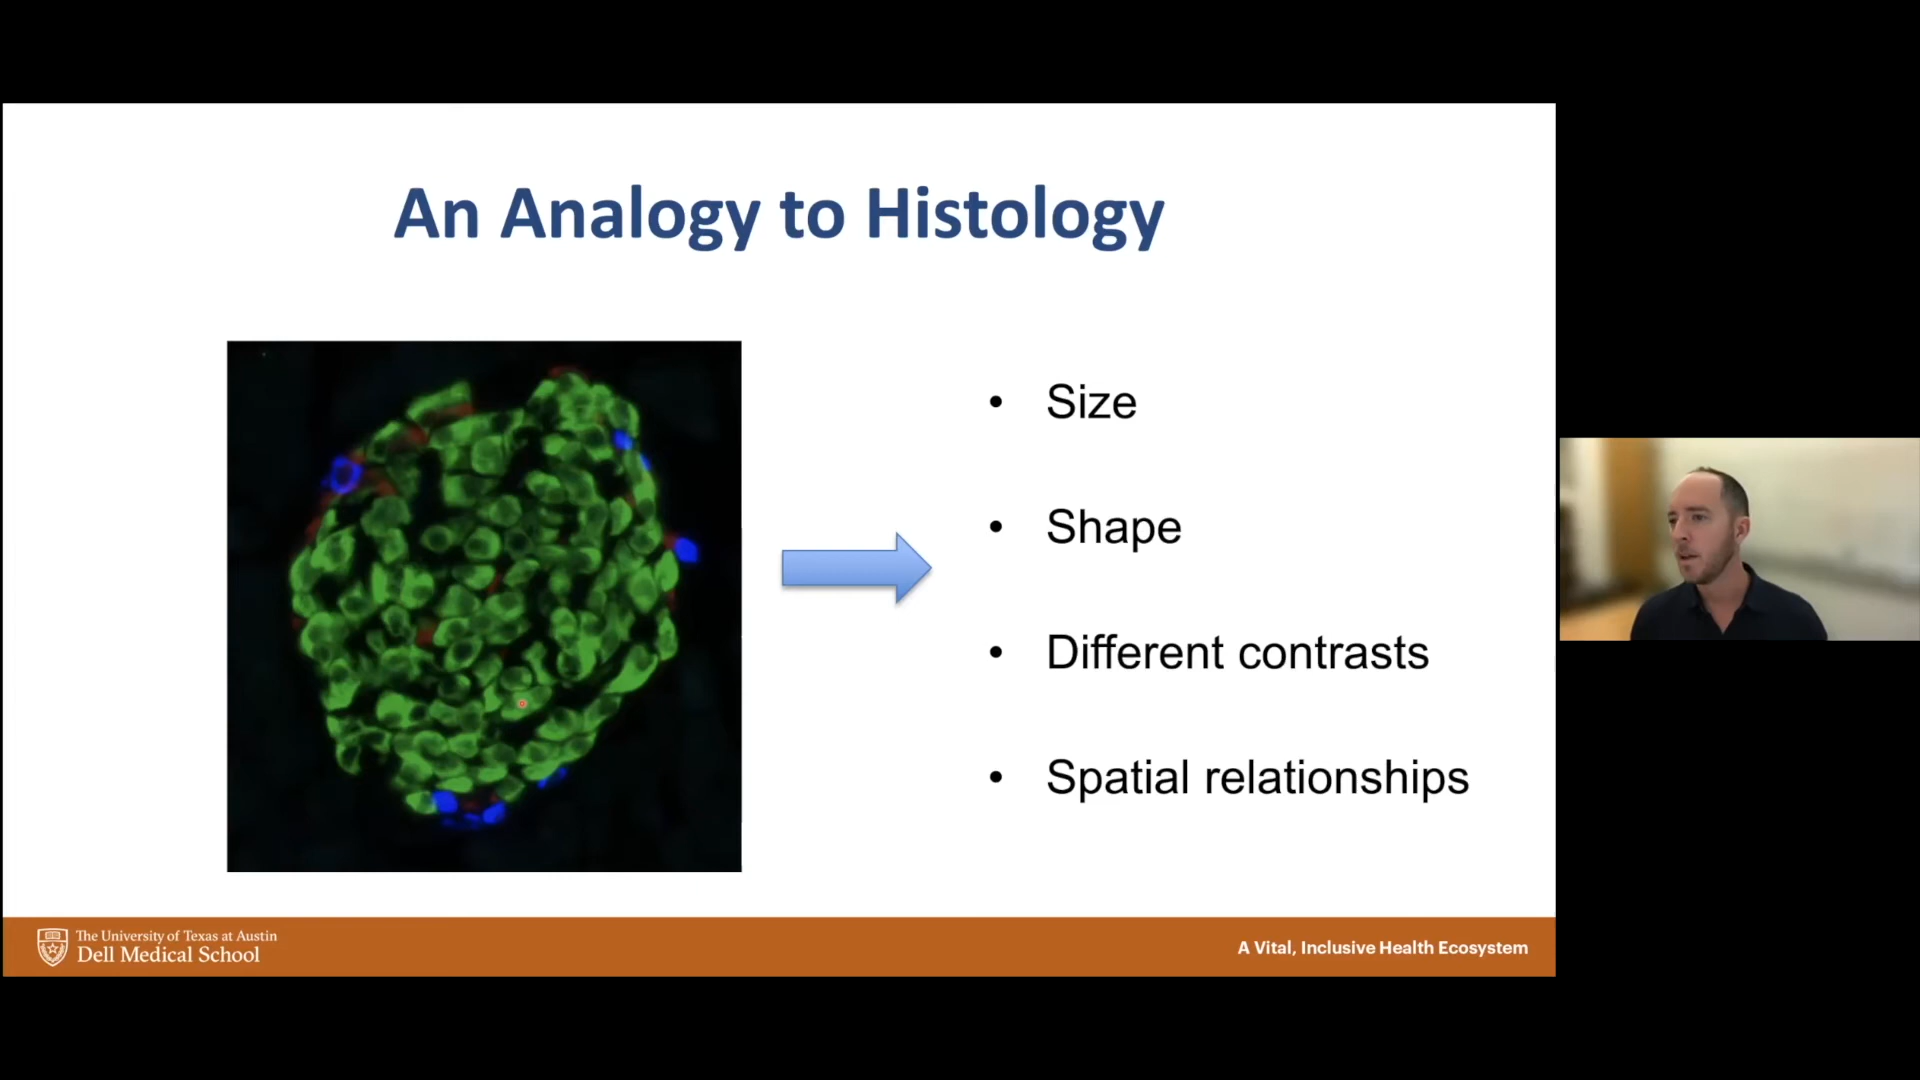 An Analogy to Histology
• Size
• Shape
• Different contrasts
• Spatial relationships
The University of Texas at Austin
Dell Medical School
A Vital, Inclusive Health Ecosystem